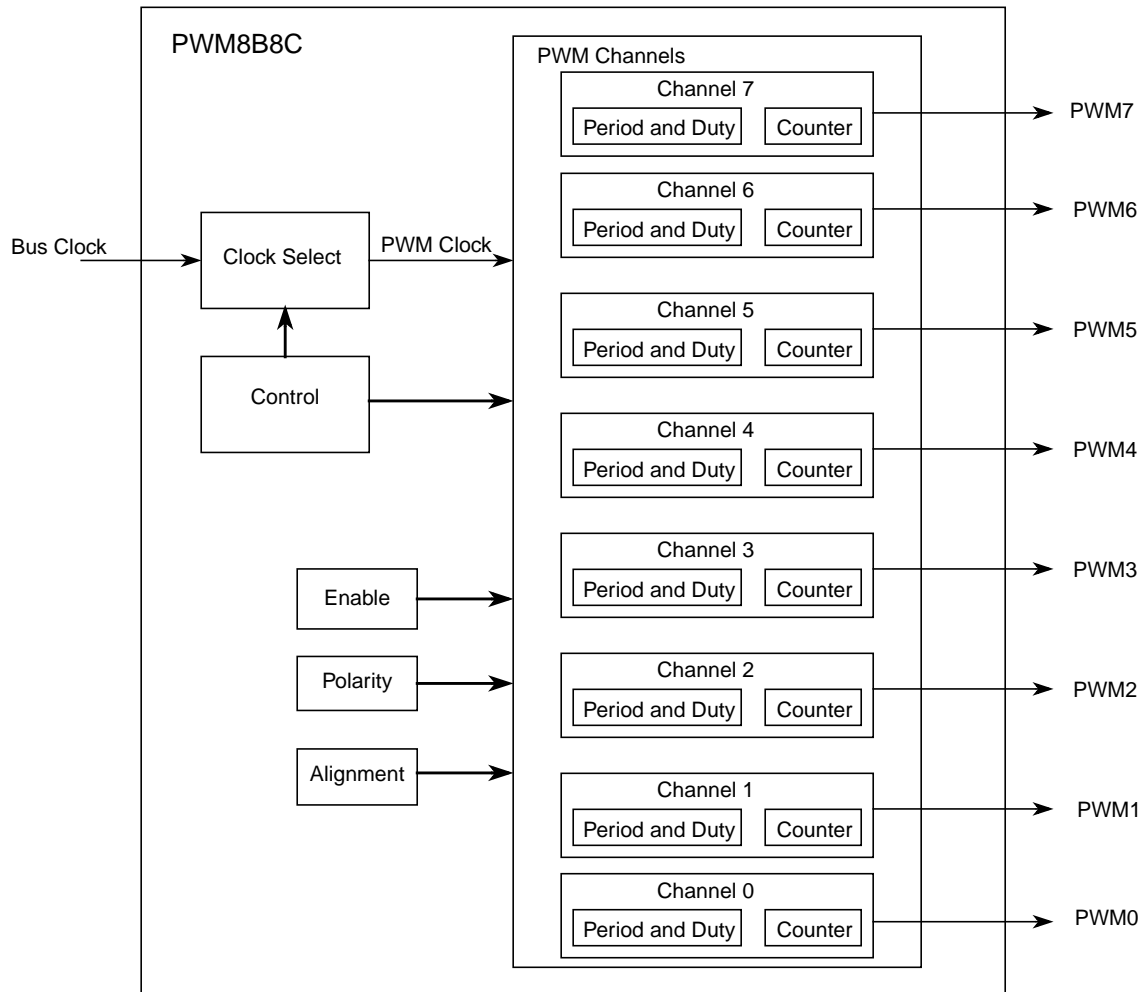 PWM8B8C
PWM Channels
Channel 7
Period and Duty
Counter
PWM7
Channel 6
Period and Duty
Counter
PWM6
Bus Clock
Clock Select
PWM Clock
Channel 5
Period and Duty
Counter
PWM5
Control
Channel 4
Period and Duty
Counter
PWM4
Channel 3
Period and Duty
Counter
PWM3
Enable
Polarity
Channel 2
Period and Duty
Counter
PWM2
Alignment
Channel 1
Period and Duty
Counter
PWM1
Channel 0
Period and Duty
Counter
PWM0